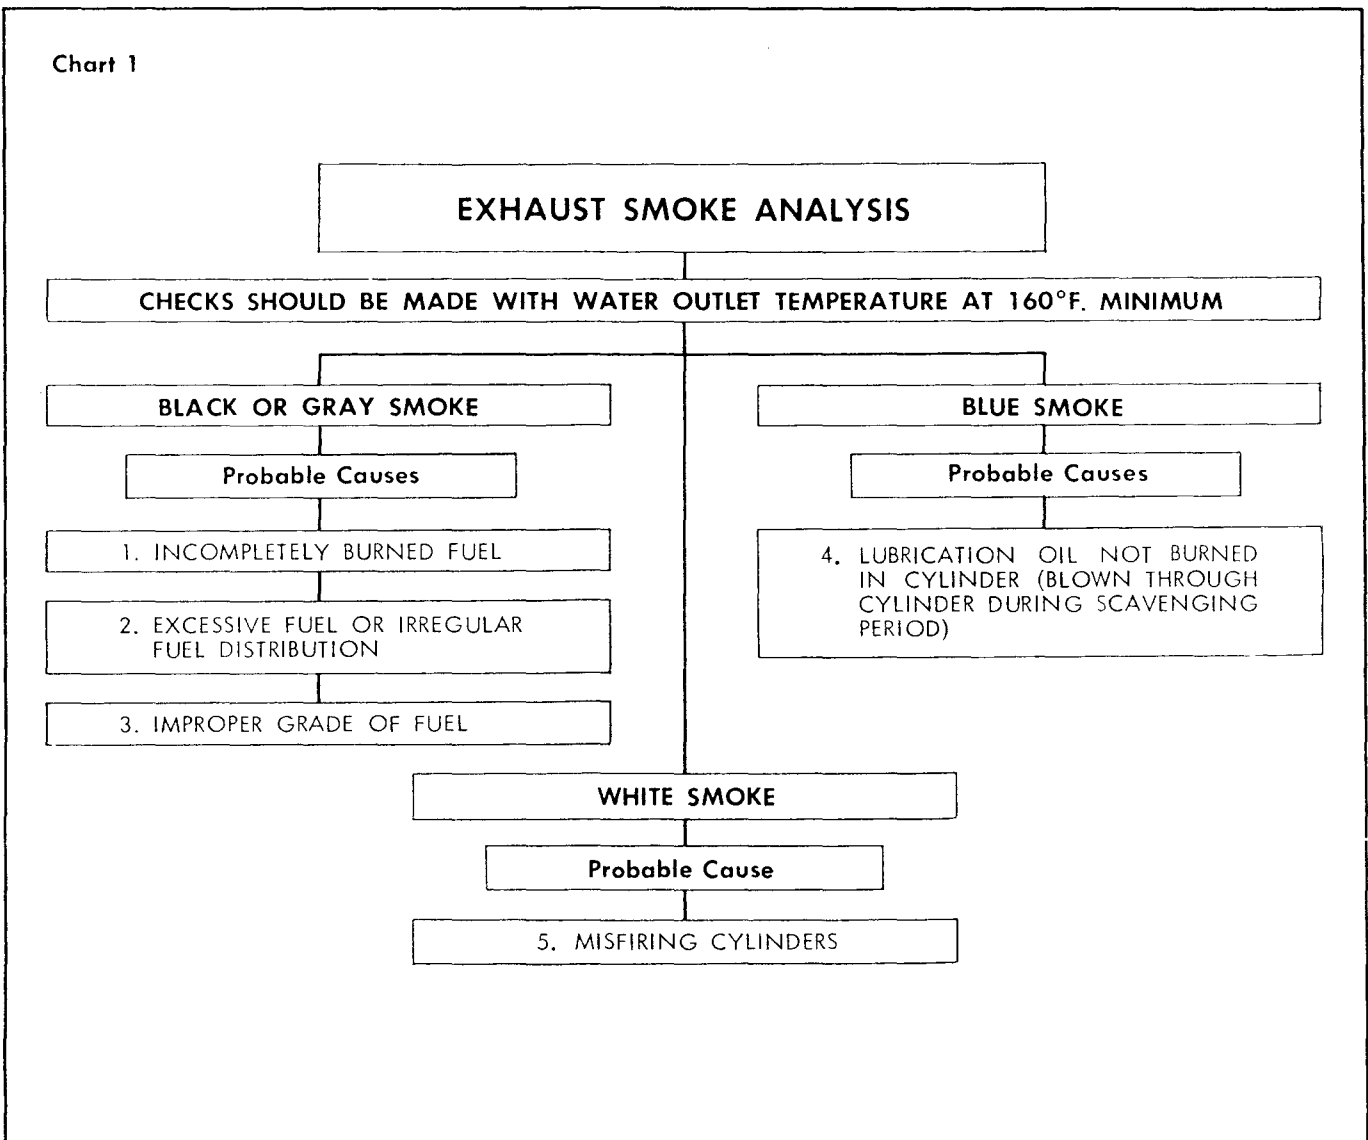 Chart 1
EXHAUST SMOKE ANALYSIS
CHECKS SHOULD BE MADE WITH WATER OUTLET TEMPERATURE AT 160°F. MINIMUM
BLACK OR GRAY SMOKE
Probable Causes
1. INCOMPLETELY BURNED FUEL
2. EXCESSIVE FUEL OR IRREGULAR
FUEL DISTRIBUTION
3. IMPROPER GRADE OF FUEL
BLUE SMOKE
Probable Causes
4. LUBRICATION OIL NOT BURNED
IN CYLINDER (BLOWN THROUGH
CYLINDER DURING SCAVENGING
PERIOD)
WHITE SMOKE
Probable Cause
5. MISFIRING CYLINDERS